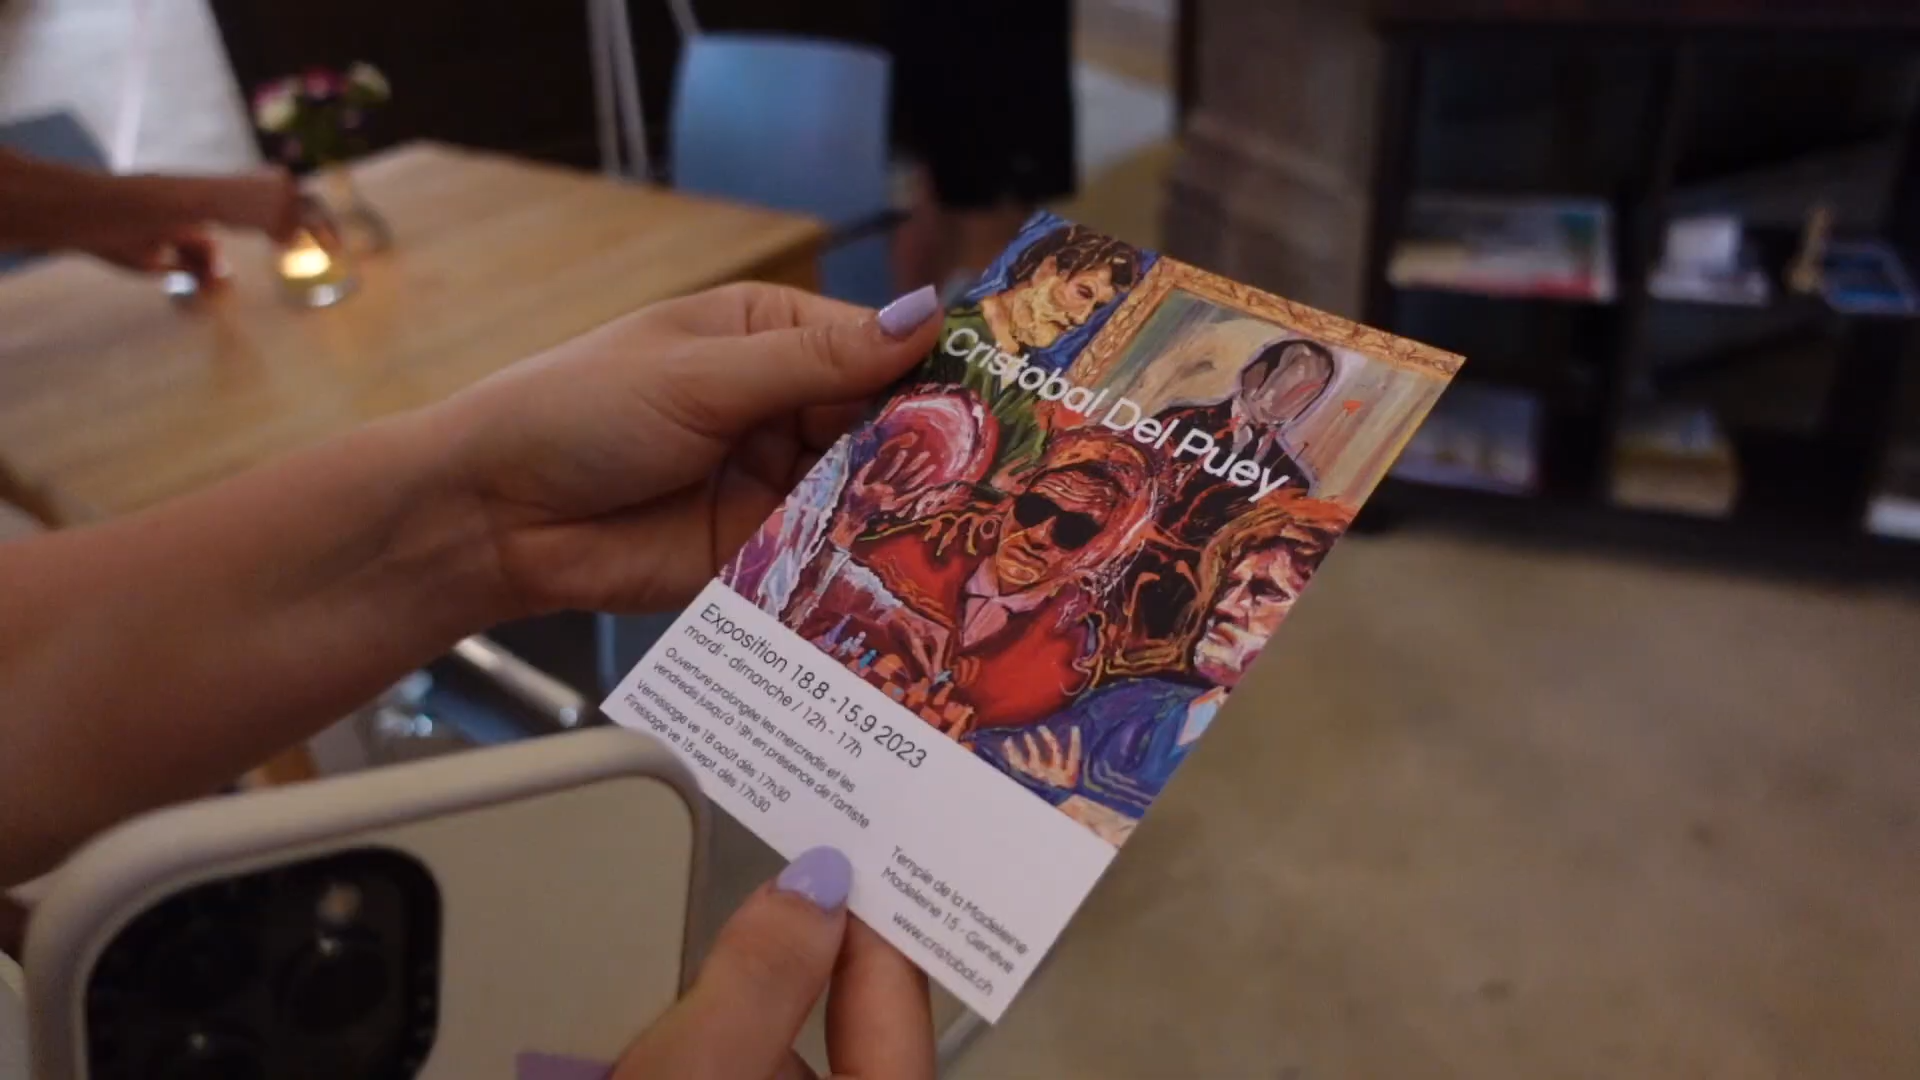 Cristobal Del Puey
Exposition 18.8 - 15.9 2023
mardi - dimanche / 12h - 17h
Ouverture prolongée les mercredis et les
vendredis jusqu'à 19h en présence de l'artiste
Vernissage ve 18 août dès 17h30
Finissage ve 15 sept. dès 17h30
Temple de la Madeleine
Madeleine 15 - Genève
www.cristobal.ch